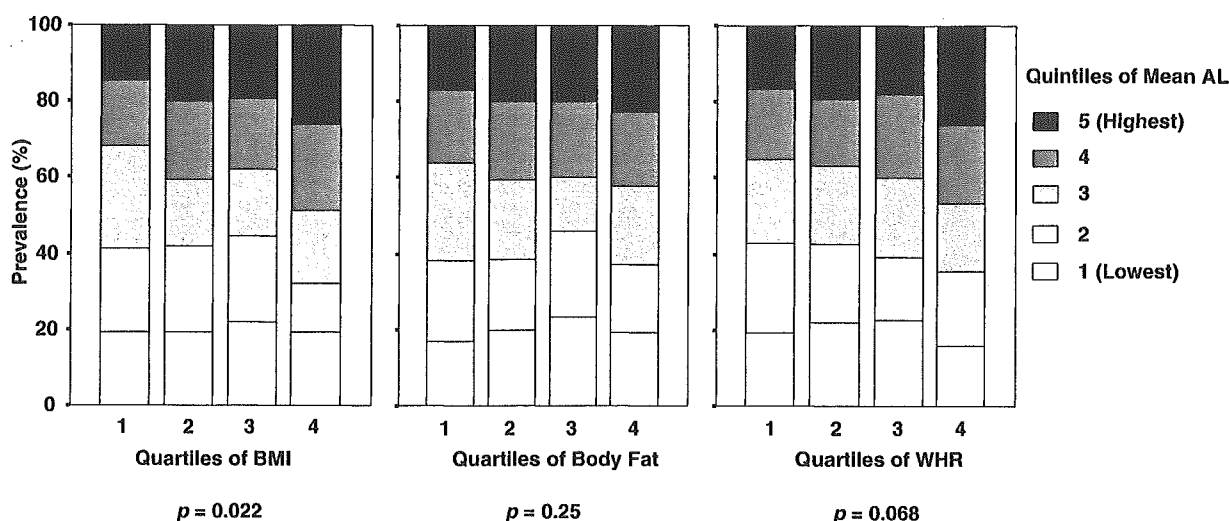 100
80
60
40
20
0
Prevalence (%)
1 2 3 4
Quartiles of BMI
p = 0.022
1 2 3 4
Quartiles of Body Fat
p = 0.25
1 2 3 4
Quartiles of WHR
p = 0.068
Quintiles of Mean AL
5 (Highest)
4
3
2
1 (Lowest)